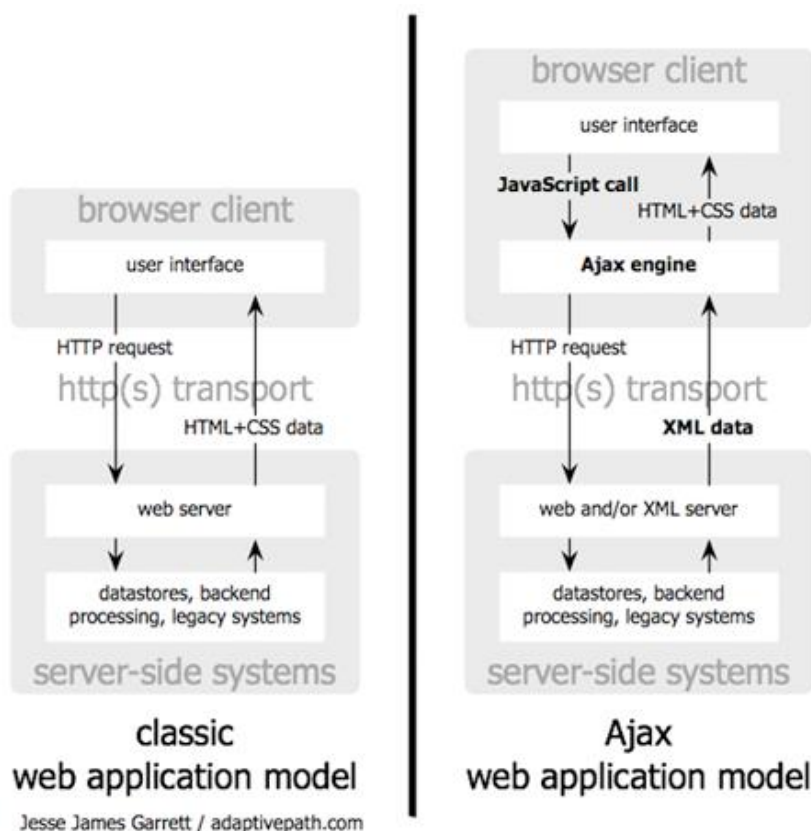 browser client
user interface
HTTP request
http(s) transport
HTML+CSS data
web server
datastores, backend
processing, legacy systems
server-side systems
classic
web application model
Jesse James Garrett / adaptivepath.com
browser client
user interface
JavaScript call
HTML+CSS data
Ajax engine
HTTP request
http(s) transport
XML data
web and/or XML server
datastores, backend
processing, legacy systems
server-side systems
Ajax
web application model